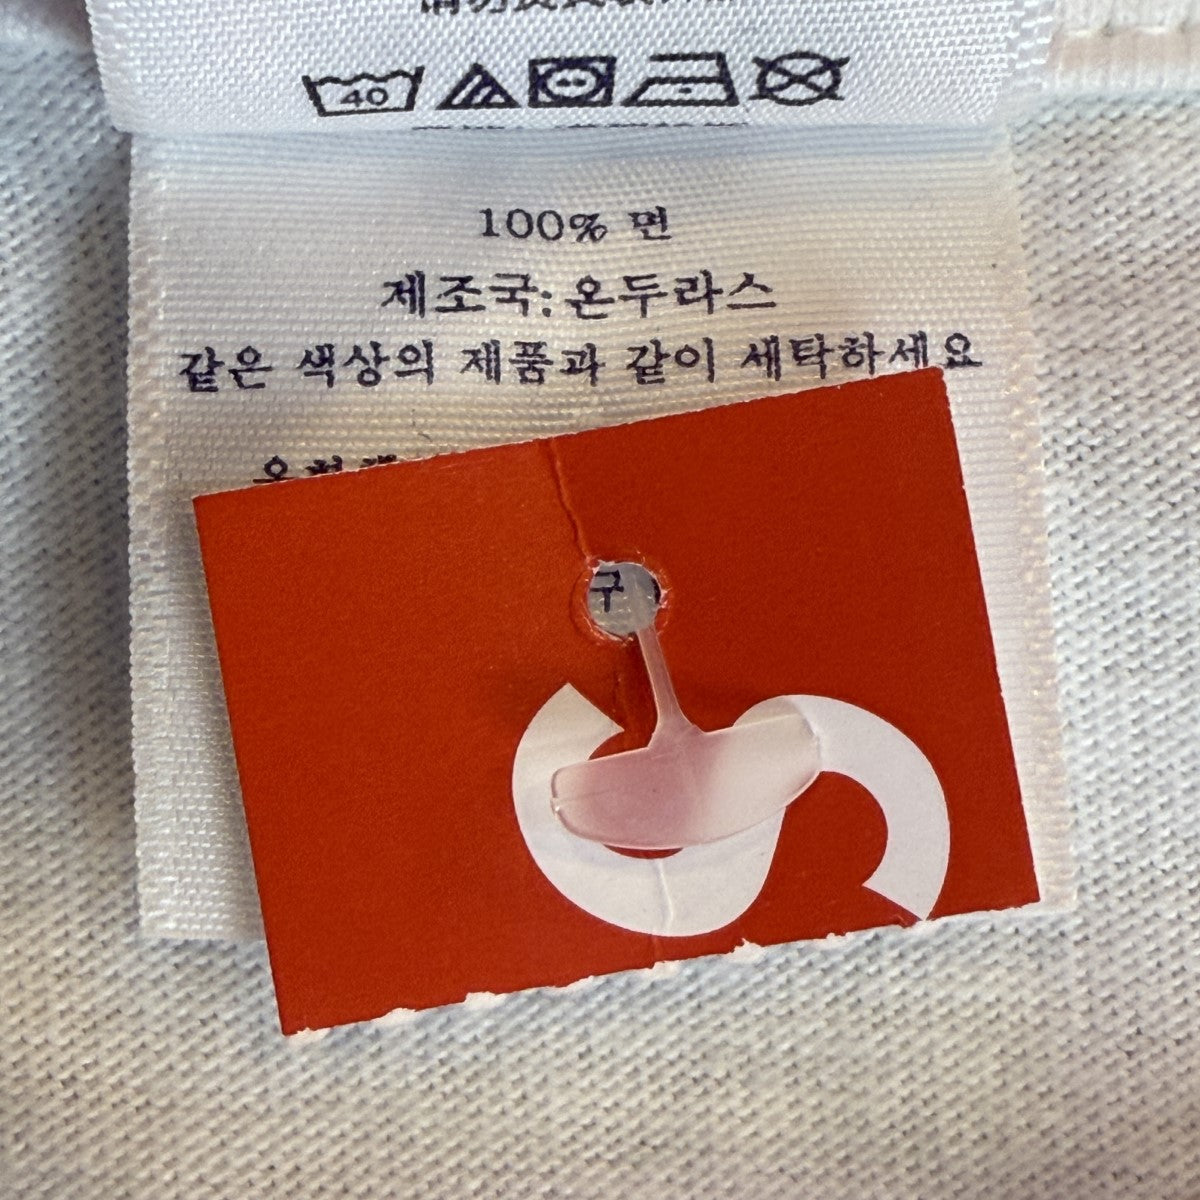 40
100% 면
제조국: 온두라스
같은 색상의 제품과 같이 세탁하세요
구